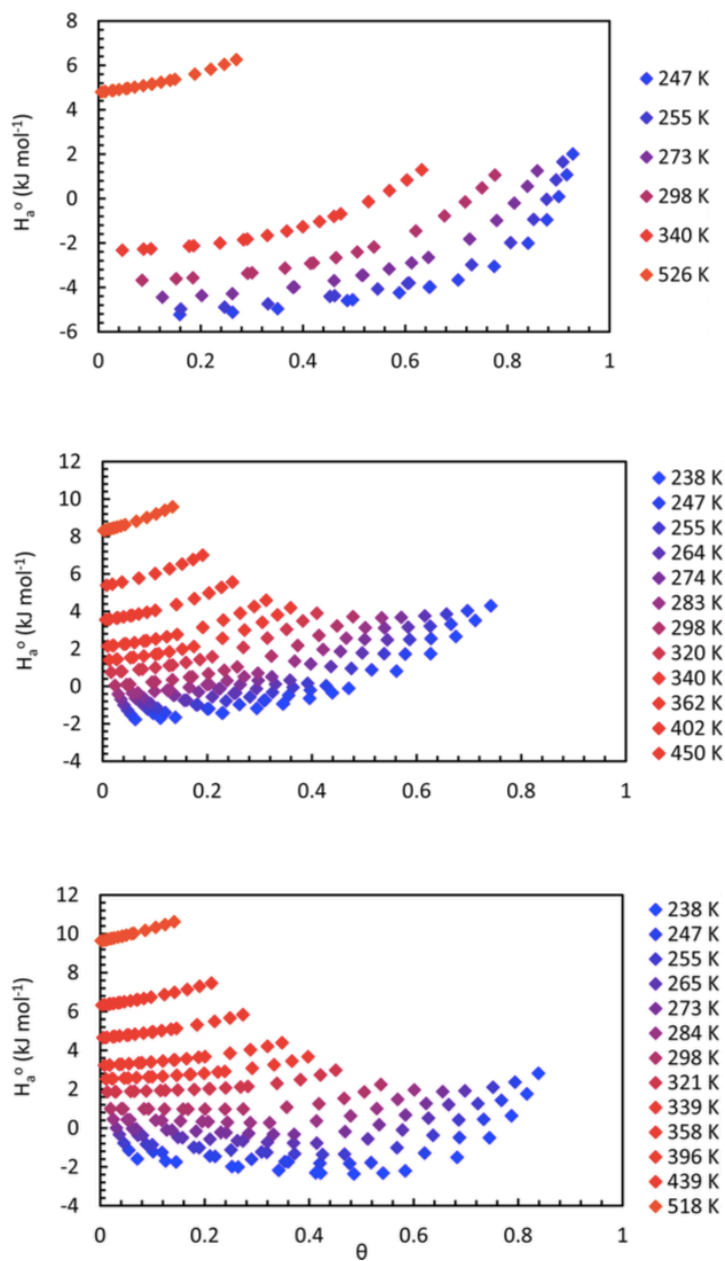 8
6
4
2
0
-2
-4
-6
Hₐº (kJ mol⁻¹)
0
0.2
0.4
0.6
0.8
1
247 K
255 K
273 K
298 K
340 K
526 K
12
10
8
6
4
2
0
-2
-4
Hₐº (kJ mol⁻¹)
0
0.2
0.4
0.6
0.8
1
238 K
247 K
255 K
264 K
274 K
283 K
298 K
320 K
340 K
362 K
402 K
450 K
12
10
8
6
4
2
0
-2
-4
Hₐº (kJ mol⁻¹)
0
0.2
0.4
0.6
0.8
1
θ
238 K
247 K
255 K
265 K
273 K
284 K
298 K
321 K
339 K
358 K
396 K
439 K
518 K